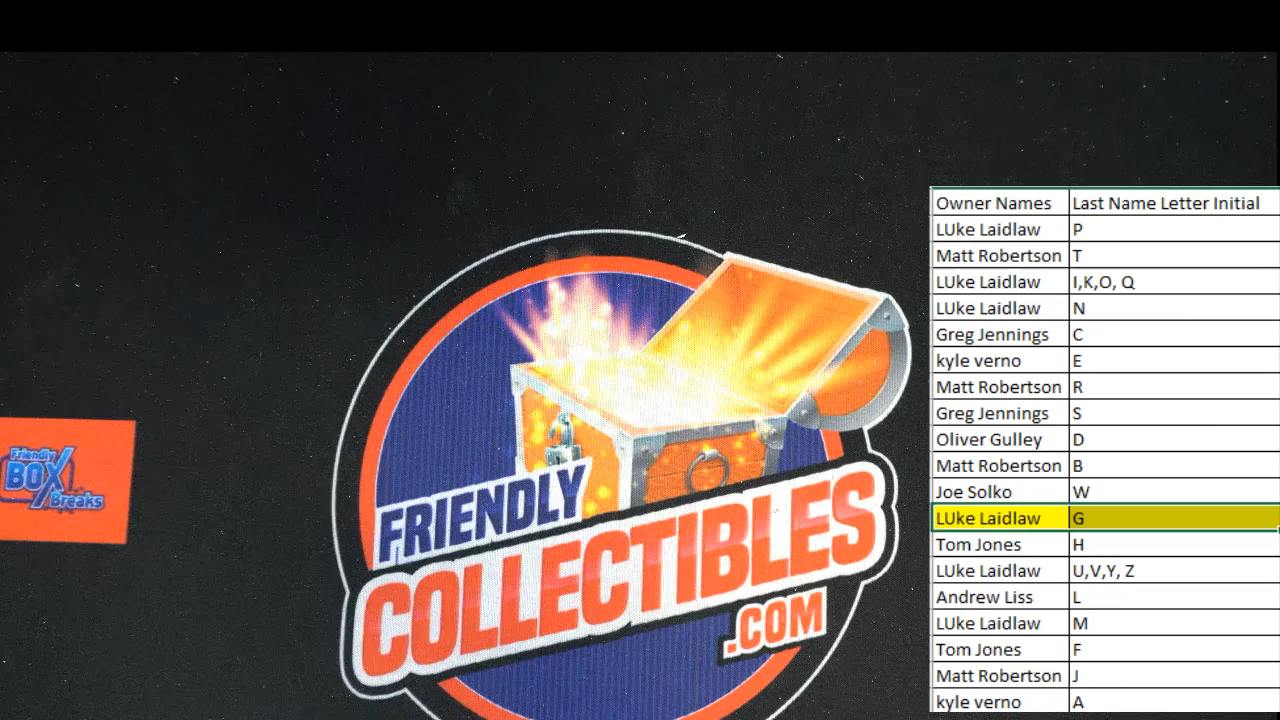 Owner Names Last Name Letter Initial
LUke Laidlaw P
Matt Robertson T
LUke Laidlaw I,K,O, Q
LUke Laidlaw N
Greg Jennings C
kyle verno E
Matt Robertson R
Greg Jennings S
Oliver Gulley D
Matt Robertson B
Joe Solko W
LUke Laidlaw G
Tom Jones H
LUke Laidlaw U,V,Y, Z
Andrew Liss L
LUke Laidlaw M
Tom Jones F
Matt Robertson J
kyle verno A
Friendly
BOX
Breaks
FRIENDLY
COLLECTIBLES
.COM